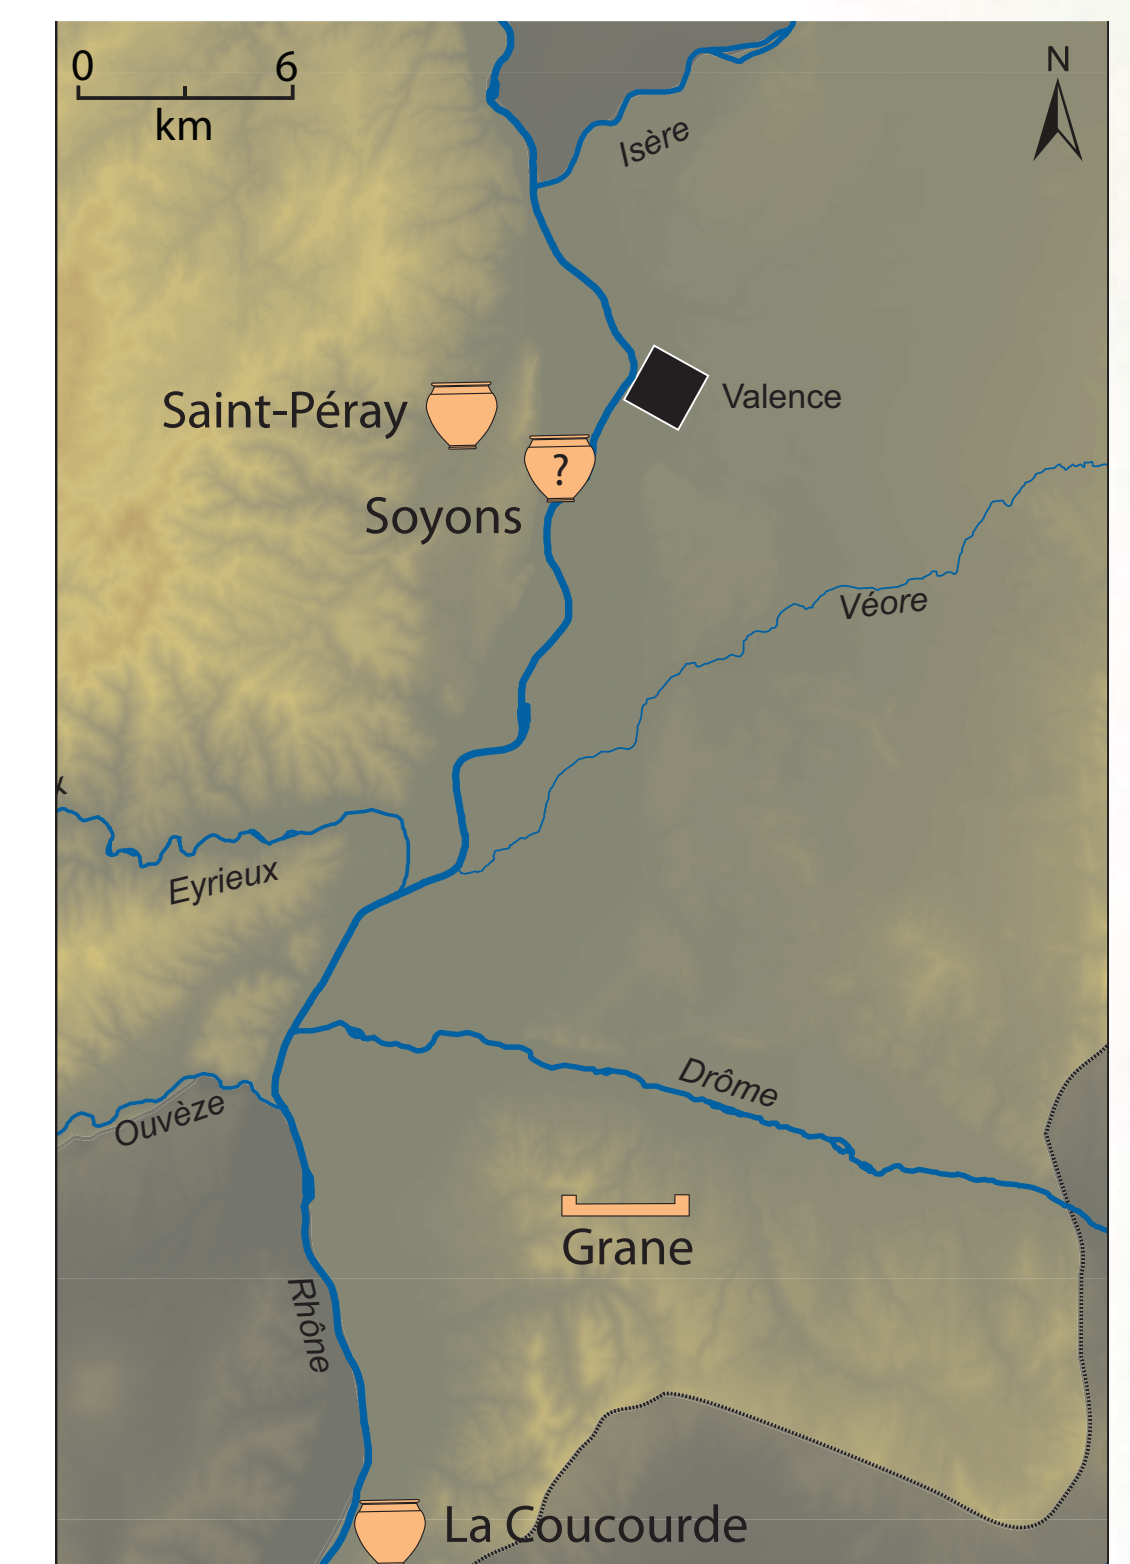 0 6
km
N
Isère
Saint-Péray
Valence
?
Soyons
Véore
x
Eyrieux
Drôme
Ouvèze
Grane
Rhône
La Coucourde